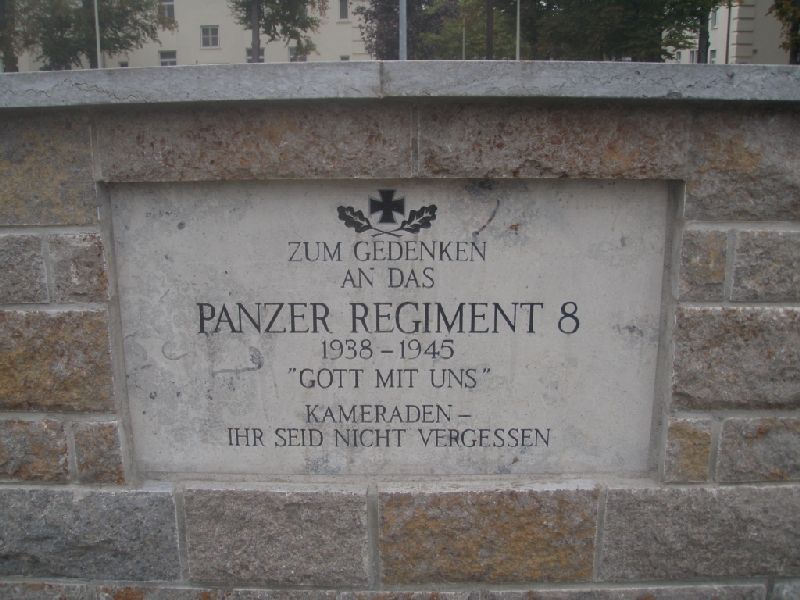 ZUM GEDENKEN
AN DAS
PANZER REGIMENT 8
1938 – 1945
"GOTT MIT UNS"
KAMERADEN –
IHR SEID NICHT VERGESSEN